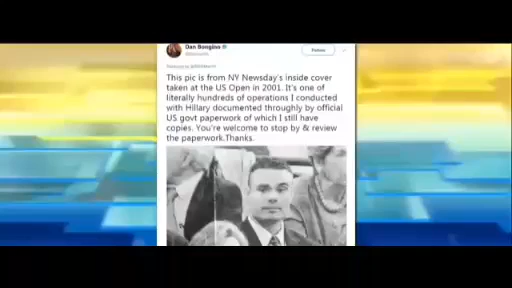 Dan Bongino
Follow
This pic is from NY Newsday's inside cover
taken at the US Open in 2001. It's one of
literally hundreds of operations I conducted
with Hillary documented throughly by official
US govt paperwork of which I still have
copies. You're welcome to stop by & review
the paperwork.Thanks.